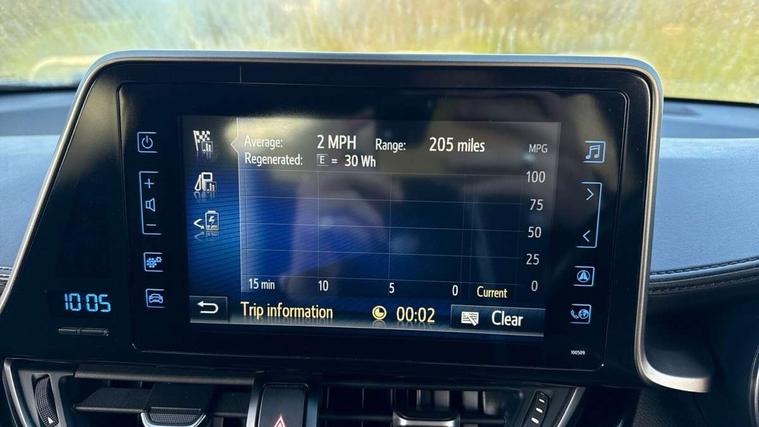 Average: 2 MPH Range: 205 miles MPG
Regenerated: E = 30 Wh
100
75
50
25
0
15 min 10 5 0 Current
10:05
Trip information 00:02 Clear
100509